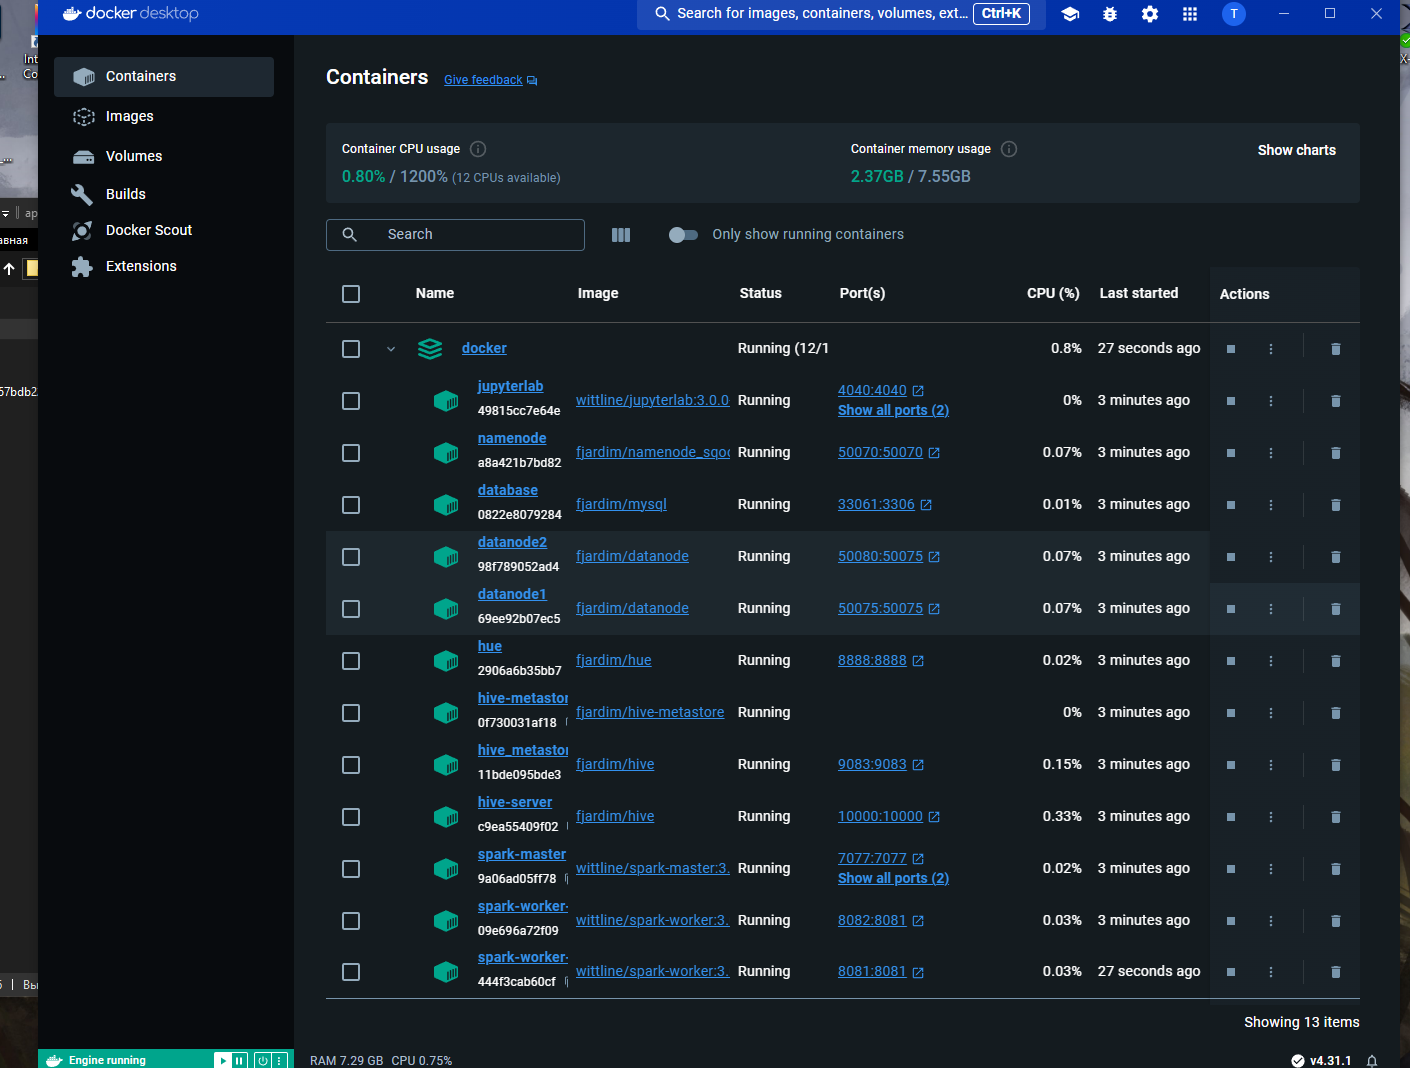 docker desktop
Search for images, containers, volumes, ext... Ctrl+K
T
Int
Co
Containers
Images
Volumes
Builds
Docker Scout
Extensions
ар
авная
57bdb2
Вы
Containers Give feedback
Container CPU usage
0.80% / 1200% (12 CPUs available)
Container memory usage
2.37GB / 7.55GB
Show charts
Search
Only show running containers
Name Image Status Port(s) CPU (%) Last started Actions
docker Running (12/1 0.8% 27 seconds ago
jupyterlab
49815cc7e64e
wittline/jupyterlab:3.0.0- Running 4040:4040
Show all ports (2)
0% 3 minutes ago
namenode
a8a421b7bd82
fjardim/namenode_sqoo Running 50070:50070 0.07% 3 minutes ago
database
0822e8079284
fjardim/mysql Running 33061:3306 0.01% 3 minutes ago
datanode2
98f789052ad4
fjardim/datanode Running 50080:50075 0.07% 3 minutes ago
datanode1
69ee92b07ec5
fjardim/datanode Running 50075:50075 0.07% 3 minutes ago
hue
2906a6b35bb7
fjardim/hue Running 8888:8888 0.02% 3 minutes ago
hive-metastor
0f730031af18
fjardim/hive-metastore Running 0% 3 minutes ago
hive_metastor
11bde095bde3
fjardim/hive Running 9083:9083 0.15% 3 minutes ago
hive-server
c9ea55409f02
fjardim/hive Running 10000:10000 0.33% 3 minutes ago
spark-master
9a06ad05ff78
wittline/spark-master:3. Running 7077:7077
Show all ports (2)
0.02% 3 minutes ago
spark-worker-
09e696a72f09
wittline/spark-worker:3. Running 8082:8081 0.03% 3 minutes ago
spark-worker-
444f3cab60cf
wittline/spark-worker:3. Running 8081:8081 0.03% 27 seconds ago
Showing 13 items
Engine running
RAM 7.29 GB CPU 0.75%
v4.31.1